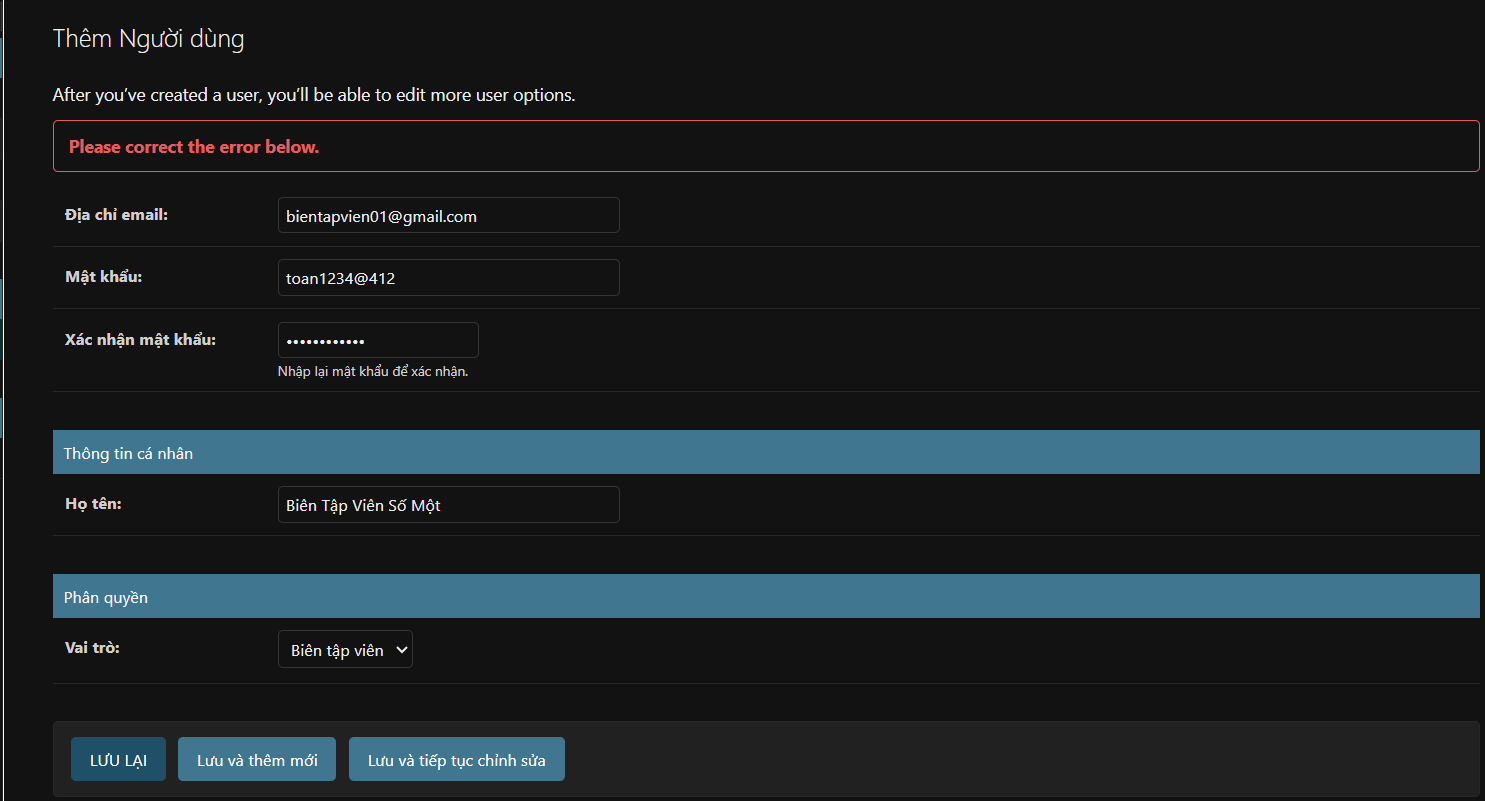 Thêm Người dùng
After you’ve created a user, you’ll be able to edit more user options.
Please correct the error below.
Địa chỉ email: bientapvien01@gmail.com
Mật khẩu: toan1234@412
Xác nhận mật khẩu: ••••••••••••
Nhập lại mật khẩu để xác nhận.
Thông tin cá nhân
Họ tên: Biên Tập Viên Số Một
Phân quyền
Vai trò: Biên tập viên
LƯU LẠI Lưu và thêm mới Lưu và tiếp tục chỉnh sửa